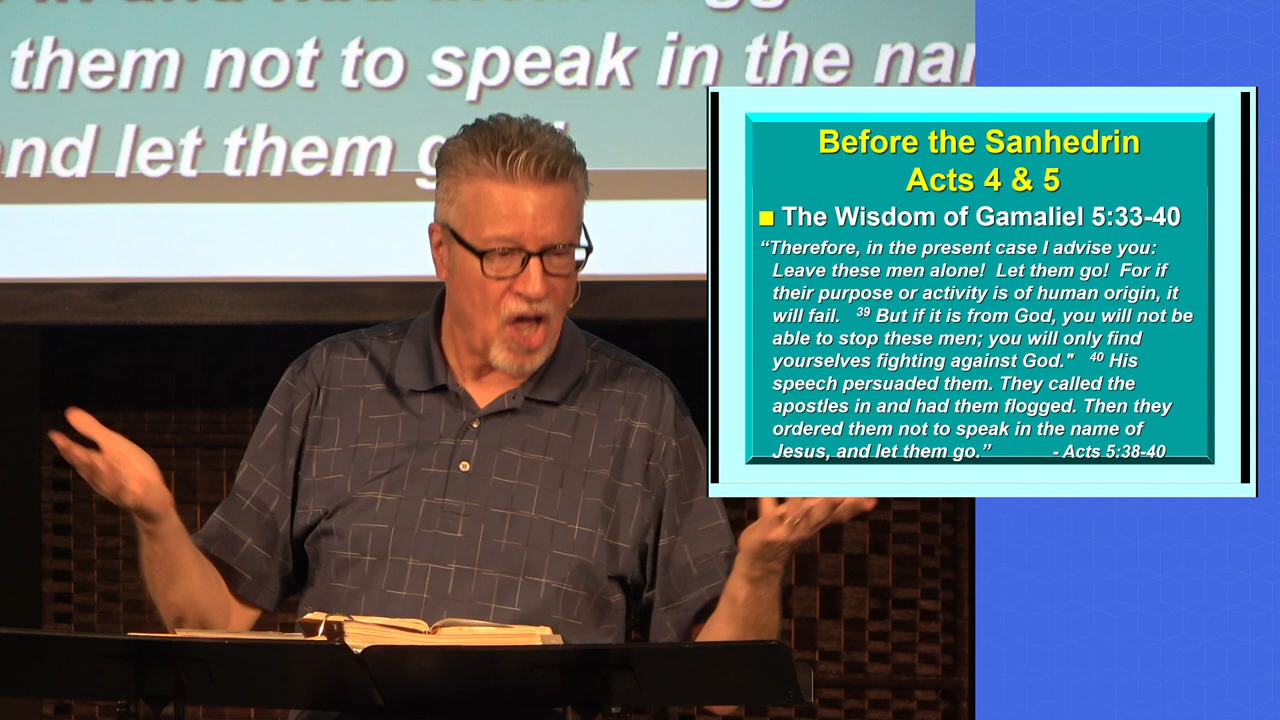 them not to speak in the
and let them
Before the Sanhedrin
Acts 4 & 5
The Wisdom of Gamaliel 5:33-40
“Therefore, in the present case I advise you:
Leave these men alone! Let them go! For if
their purpose or activity is of human origin, it
will fail. 39 But if it is from God, you will not be
able to stop these men; you will only find
yourselves fighting against God." 40 His
speech persuaded them. They called the
apostles in and had them flogged. Then they
ordered them not to speak in the name of
Jesus, and let them go.” - Acts 5:38-40